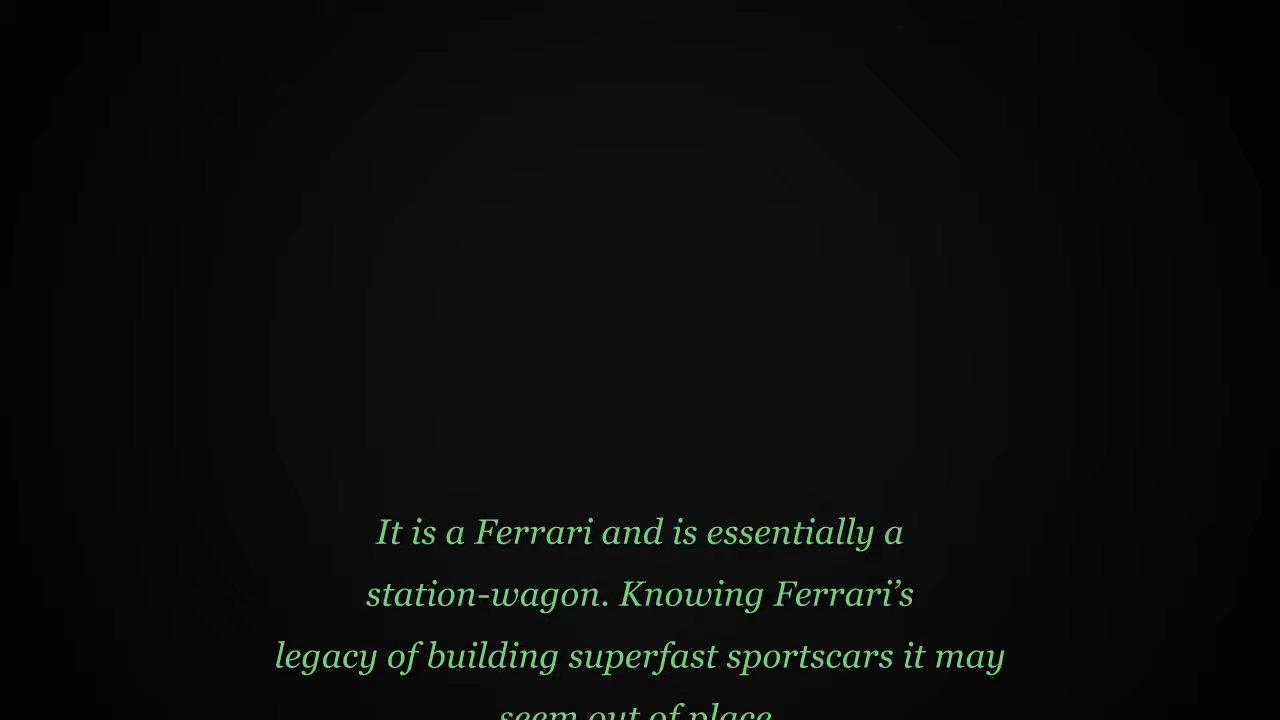 It is a Ferrari and is essentially a
station-wagon. Knowing Ferrari’s
legacy of building superfast sportscars it may
seem out of place